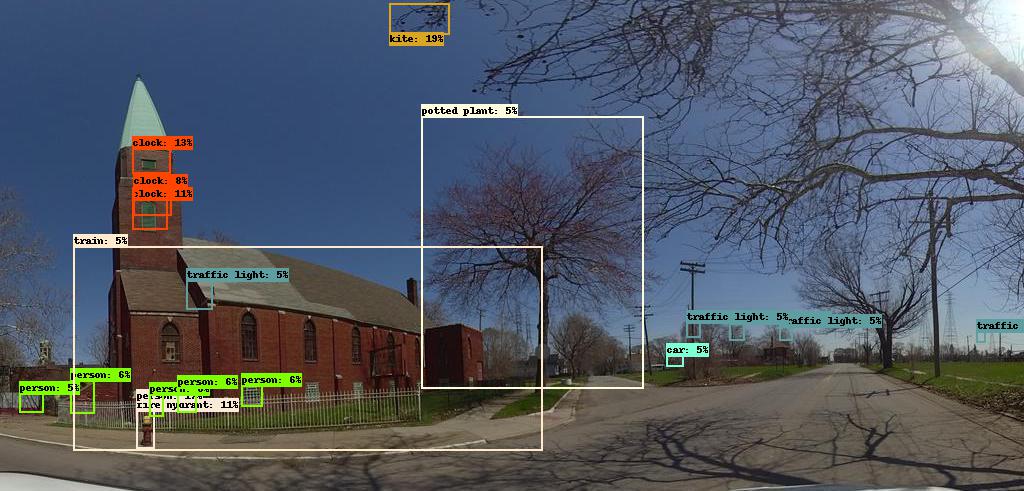 kite: 19%
potted plant: 5%
clock: 13%
clock: 8%
clock: 11%
train: 5%
traffic light: 5%
traffic light: 5%
traffic light: 5%
traffic
car: 5%
person: 6%
person: 6%
person: 6%
person: 5%
hydrant: 11%